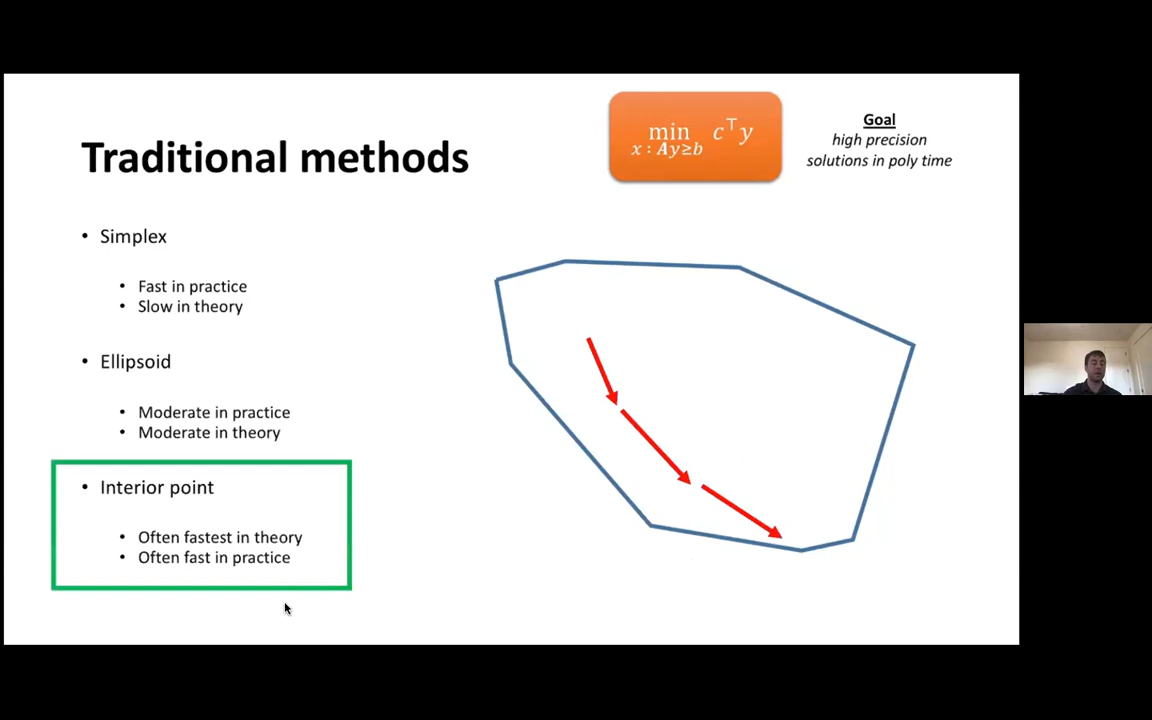 Traditional methods
min c⊤y
x : Ay≥b
Goal
high precision
solutions in poly time
• Simplex
• Fast in practice
• Slow in theory
• Ellipsoid
• Moderate in practice
• Moderate in theory
• Interior point
• Often fastest in theory
• Often fast in practice